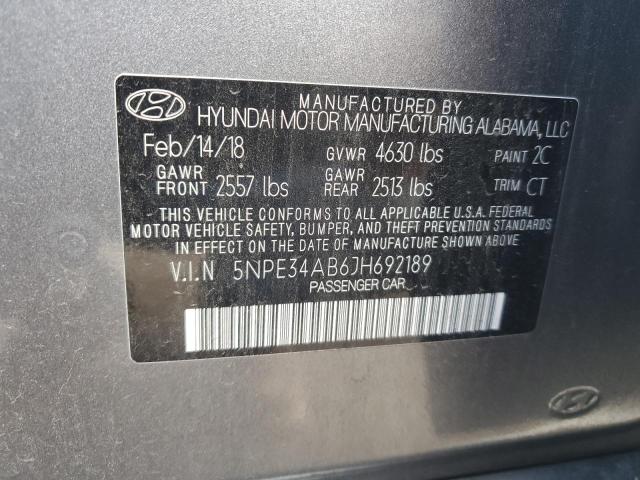 MANUFACTURED BY
HYUNDAI MOTOR MANUFACTURING ALABAMA, LLC
Feb/14/18 GVWR 4630 lbs PAINT 2C
GAWR FRONT 2557 lbs GAWR REAR 2513 lbs TRIM CT
THIS VEHICLE CONFORMS TO ALL APPLICABLE U.S.A. FEDERAL
MOTOR VEHICLE SAFETY, BUMPER, AND THEFT PREVENTION STANDARDS
IN EFFECT ON THE DATE OF MANUFACTURE SHOWN ABOVE.
V.I.N 5NPE34AB6JH692189
PASSENGER CAR